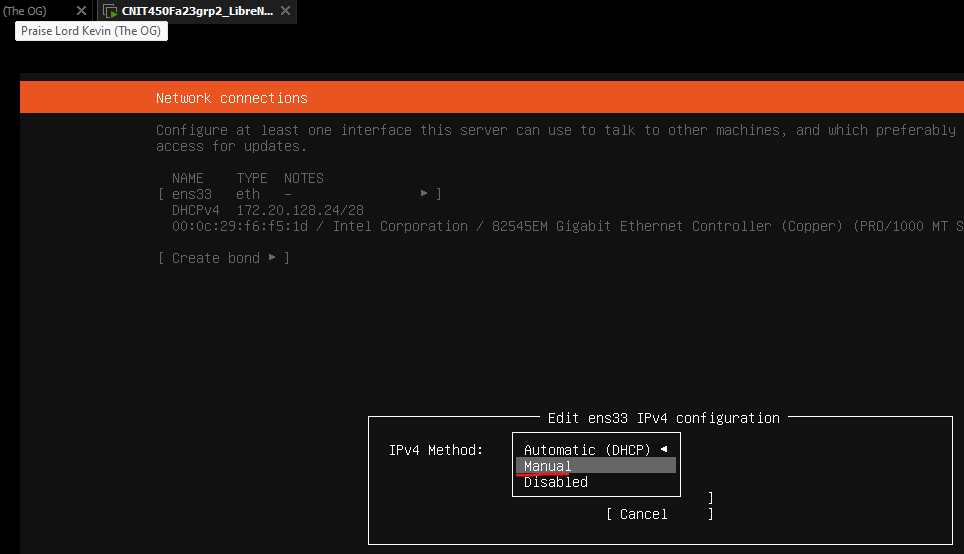 (The OG)
CNIT450Fa23grp2_LibreN...
Praise Lord Kevin (The OG)
Network connections
Configure at least one interface this server can use to talk to other machines, and which preferably
access for updates.
NAME TYPE NOTES
[ ens33 eth - ▸ ]
DHCPv4 172.20.128.24/28
00:0c:29:f6:f5:1d / Intel Corporation / 82545EM Gigabit Ethernet Controller (Copper) (PRO/1000 MT S
[ Create bond ▸ ]
Edit ens33 IPv4 configuration
IPv4 Method:
Automatic (DHCP) ◂
Manual
Disabled
]
[ Cancel ]